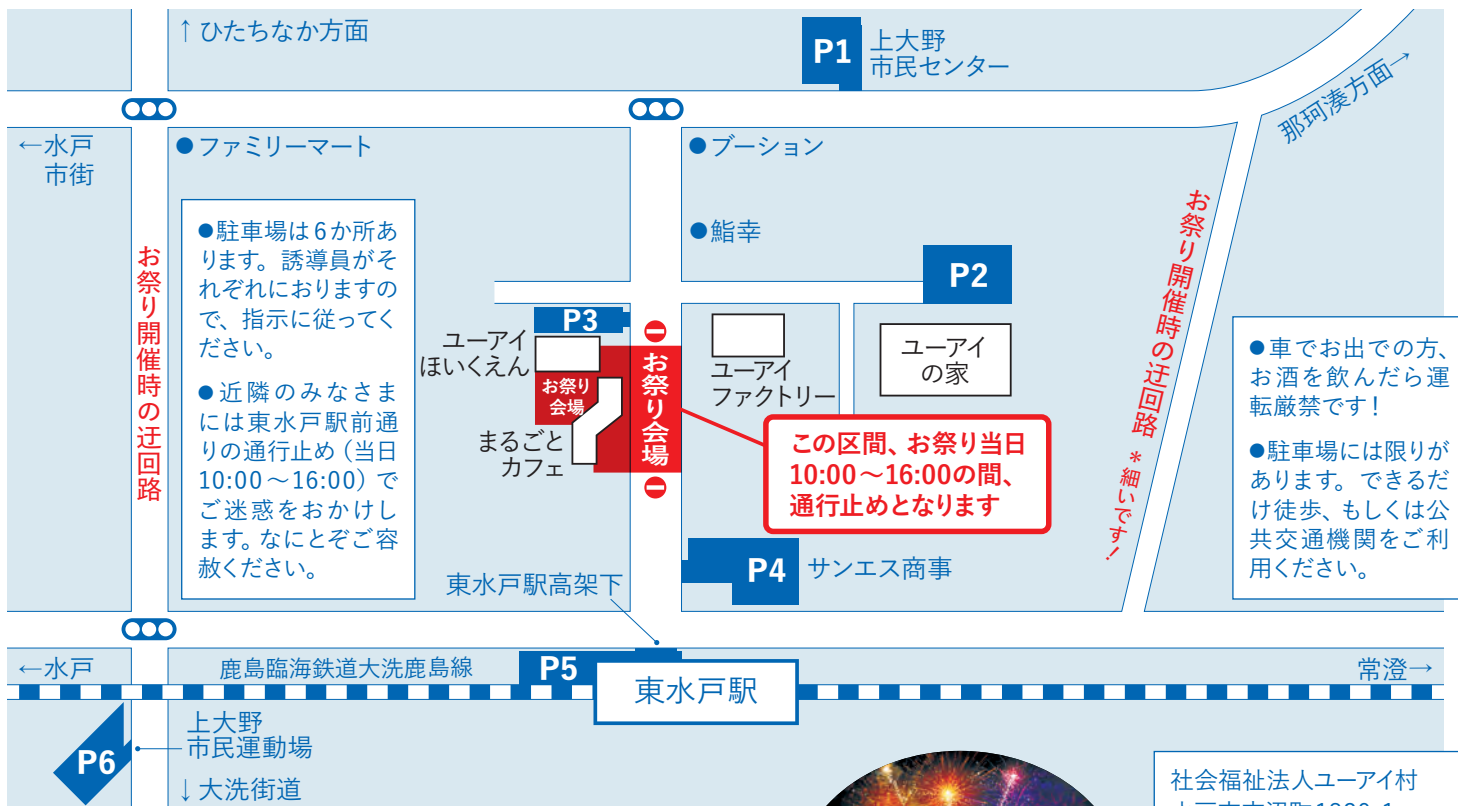 ↑ひたちなか方面
P1
上大野
市民センター
那珂湊方面→
←水戸
市街
●ファミリーマート
●ブーション
●鮨幸
お祭り開催時の迂回路
●駐車場は6か所あ
ります。誘導員がそ
れぞれにおりますの
で、指示に従ってく
ださい。
●近隣のみなさま
には東水戸駅前通
りの通行止め（当日
10:00〜16:00）で
ご迷惑をおかけし
ます。なにとぞご容
赦ください。
P2
P3
ユーアイ
ほいくえん
お祭り
会場
まるごと
カフェ
お祭り会場
ユーアイ
ファクトリー
ユーアイ
の家
この区間、お祭り当日
10:00〜16:00の間、
通行止めとなります
お祭り開催時の迂回路 *細いです！
●車でお出での方、
お酒を飲んだら運
転厳禁です！
●駐車場には限りが
あります。できるだ
け徒歩、もしくは公
共交通機関をご利
用ください。
P4
サンエス商事
東水戸駅高架下
←水戸
鹿島臨海鉄道大洗鹿島線
P5
東水戸駅
常澄→
P6
上大野
市民運動場
↓大洗街道
社会福祉法人ユーアイ村